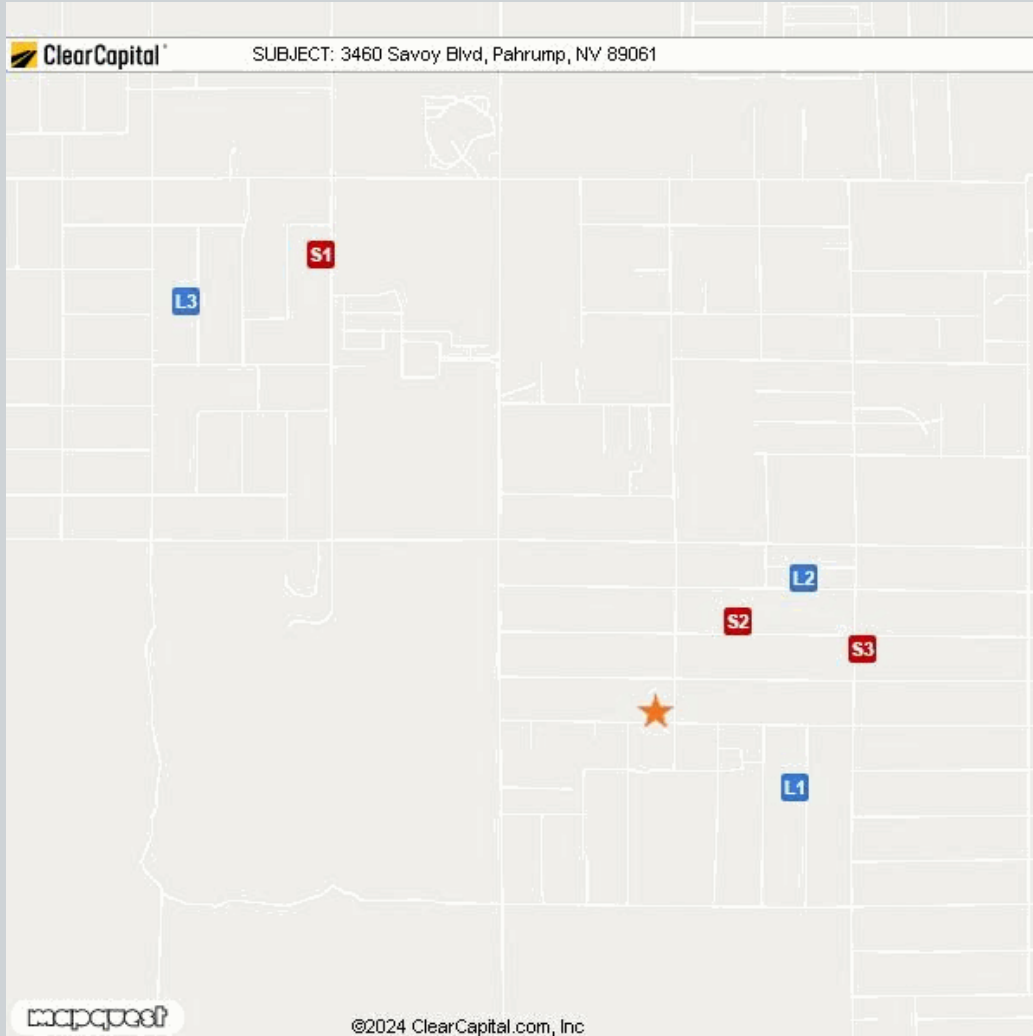 ClearCapital SUBJECT: 3460 Savoy Blvd, Pahrump, NV 89061
S1
L3
L2
S2
S3
L1
mapquest
©2024 ClearCapital.com, Inc